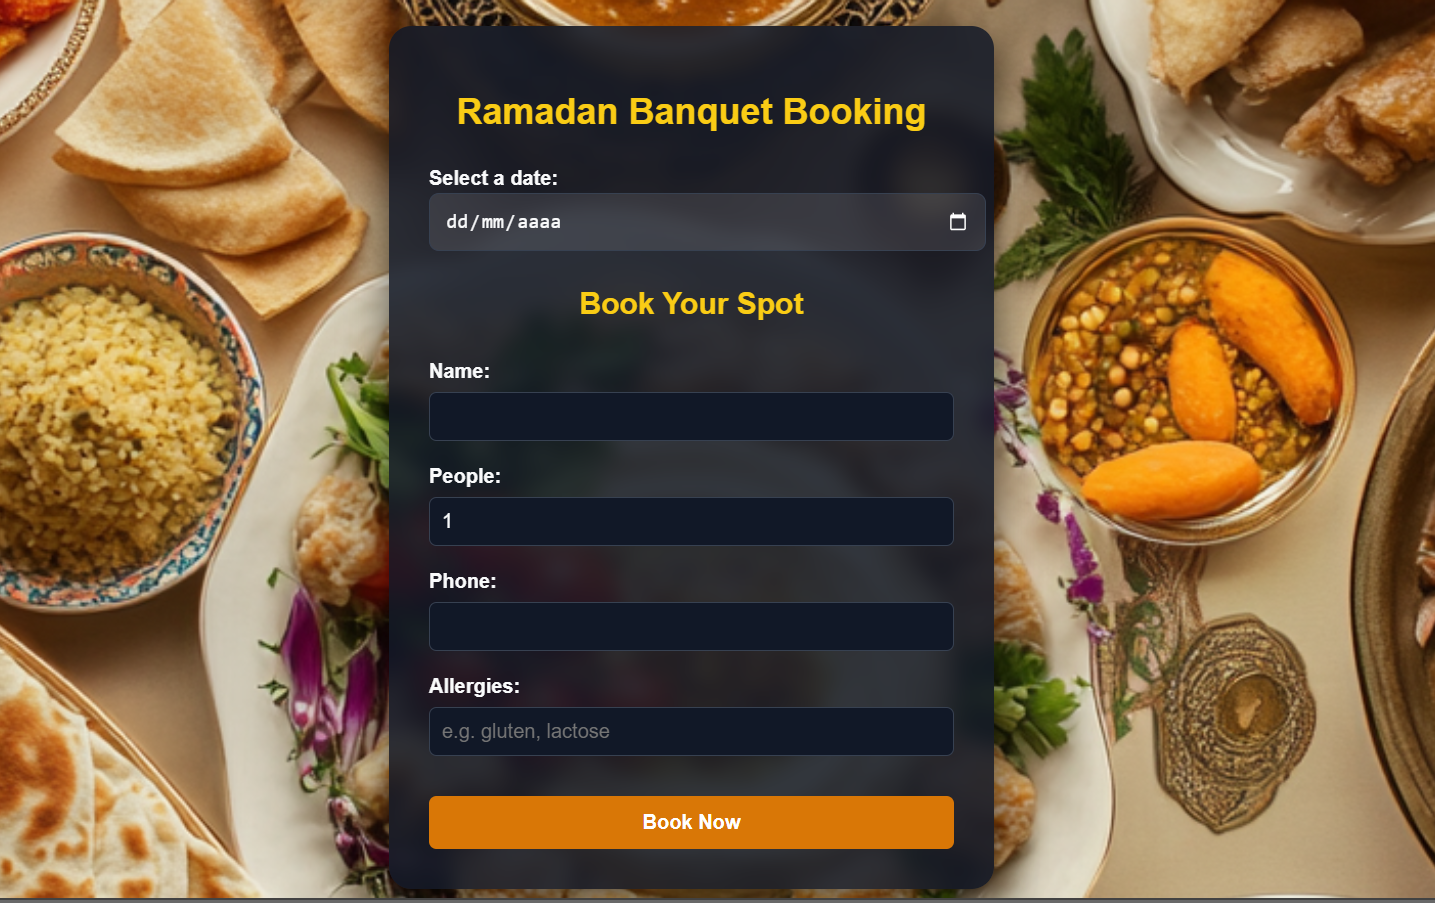 Ramadan Banquet Booking
Select a date:
dd/mm/aaaa
Book Your Spot
Name:
People:
1
Phone:
Allergies:
e.g. gluten, lactose
Book Now